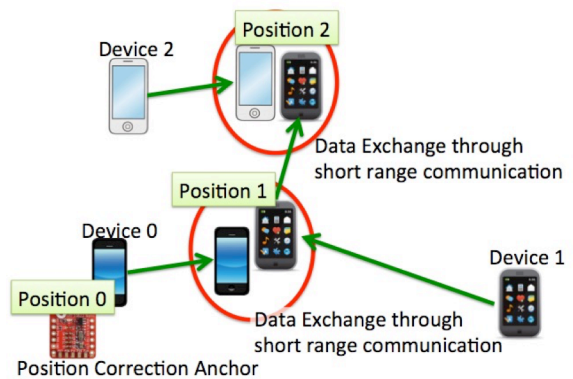 Position 2
Device 2
Data Exchange through
short range communication
Position 1
Device 0
Device 1
Position 0
Data Exchange through
short range communication
Position Correction Anchor